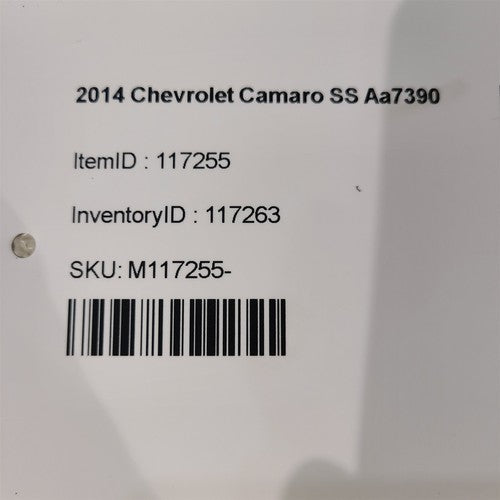 2014 Chevrolet Camaro SS Aa7390
ItemID : 117255
InventoryID : 117263
SKU: M117255-